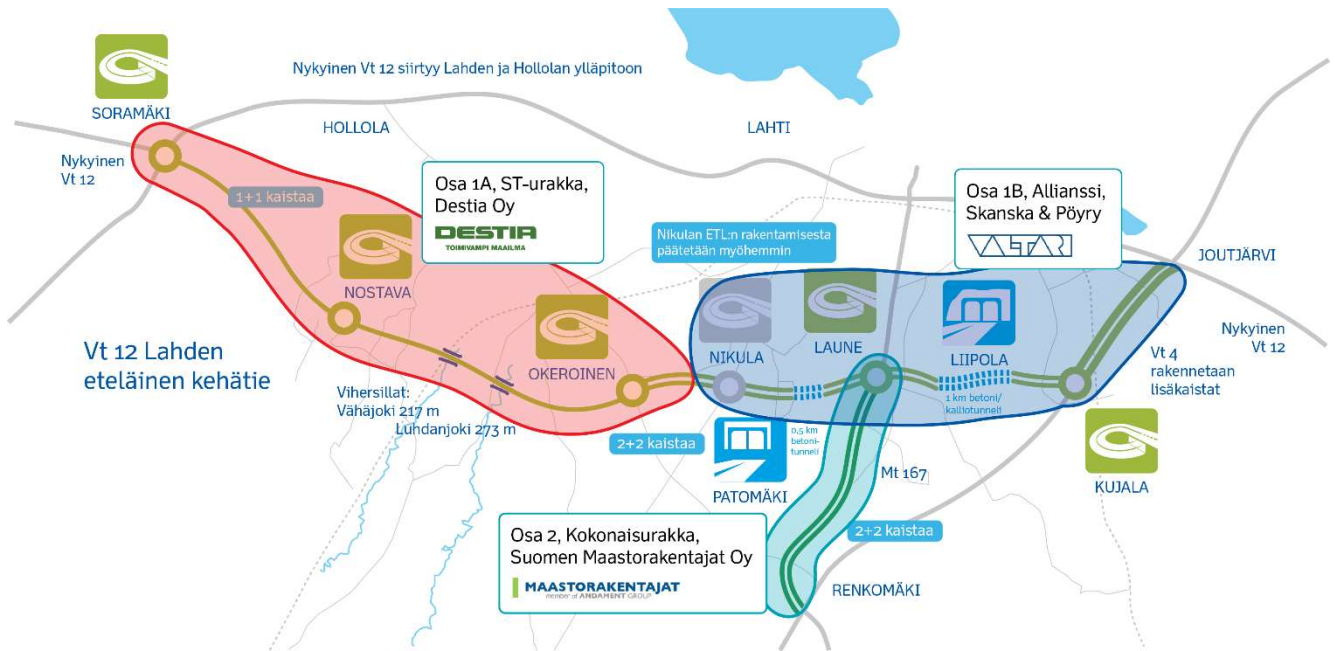 Nykyinen Vt 12 siirtyy Lahden ja Hollolan ylläpitoon
SORAMÄKI
HOLLOLA
LAHTI
Nykyinen
Vt 12
1+1 kaistaa
Osa 1A, ST-urakka,
Destia Oy
DESTIA
TOIMIVAMPI MAAILMA
Osa 1B, Allianssi,
Skanska & Pöyry
VALTARI
Nikulan ETL:n rakentamisesta
päätetään myöhemmin
JOUTJÄRVI
NOSTAVA
NIKULA
LAUNE
LIIPOLA
Nykyinen
Vt 12
Vt 12 Lahden
eteläinen kehätie
OKEROINEN
Vt 4
rakennetaan
lisäkaistat
Vihersillat:
Vähäjoki 217 m
Luhdanjoki 273 m
1 km betoni/
kalliotunneli
2+2 kaistaa
0,5 km
betoni-
tunneli
PATOMÄKI
Mt 167
KUJALA
Osa 2, Kokonaisurakka,
Suomen Maastorakentajat Oy
MAASTORAKENTAJAT
member of ANDAMENT GROUP
2+2 kaistaa
RENKOMÄKI